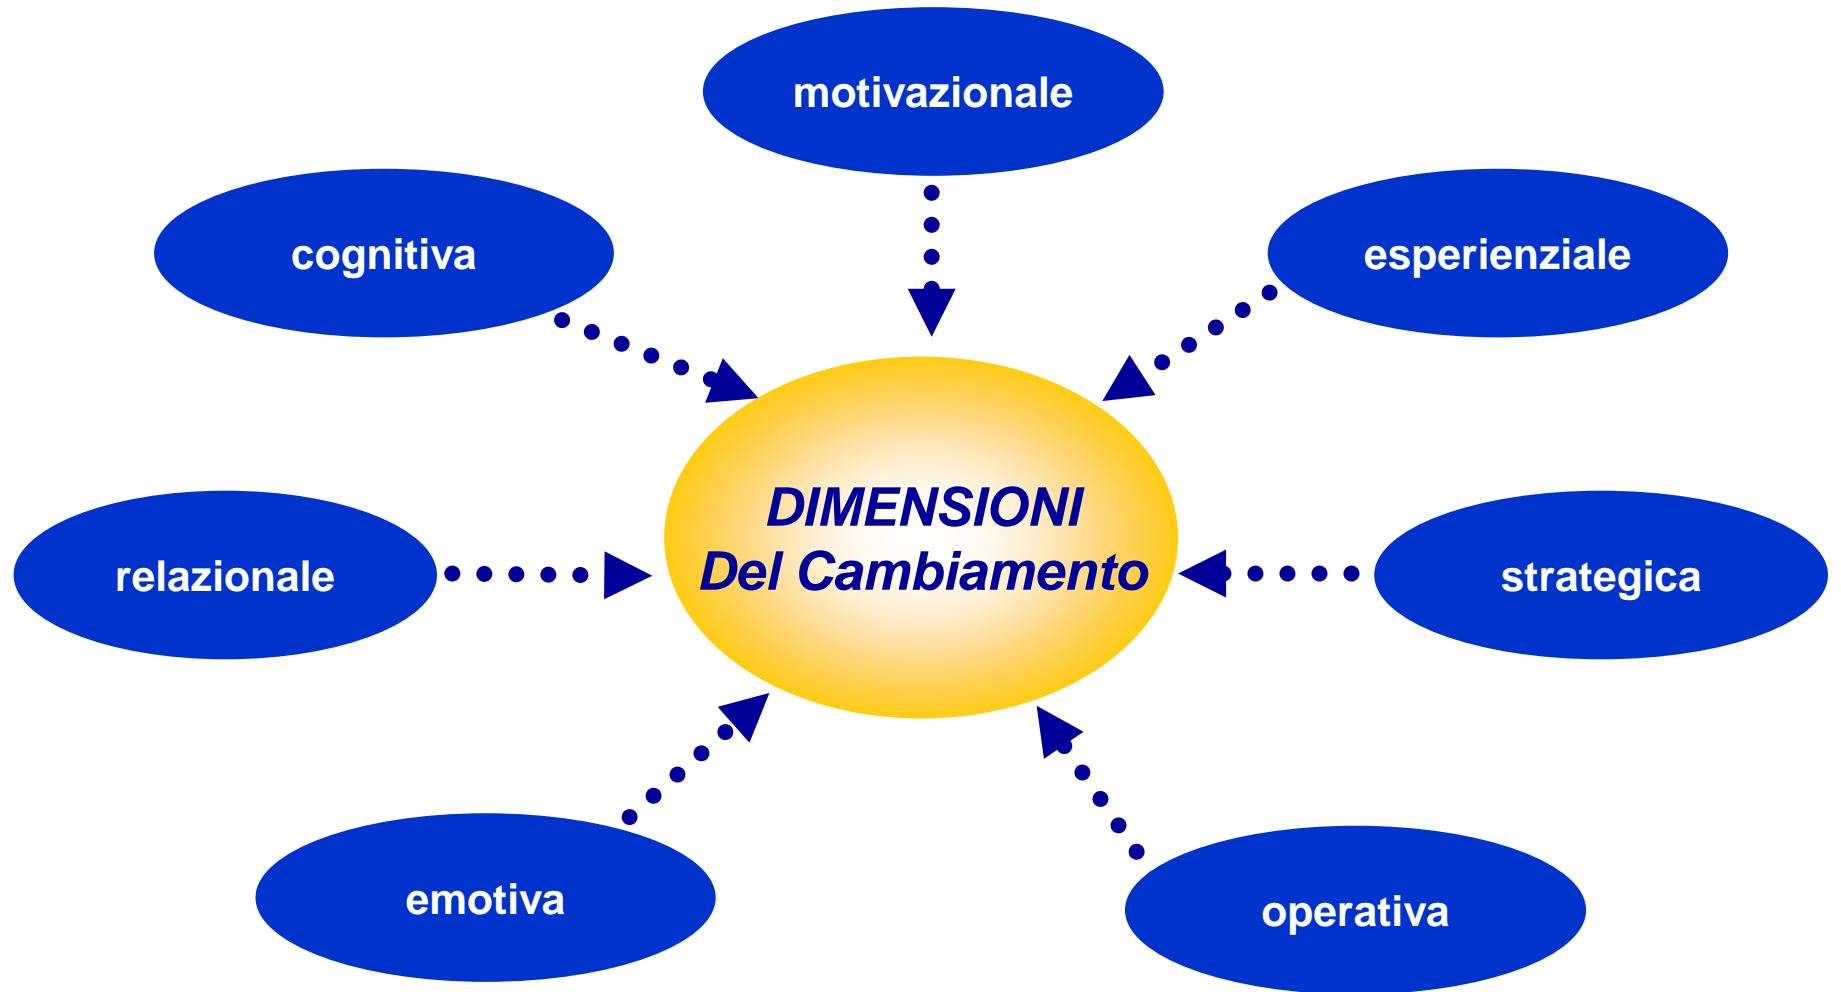 motivazionale
cognitiva
esperienziale
DIMENSIONI
Del Cambiamento
relazionale
strategica
emotiva
operativa